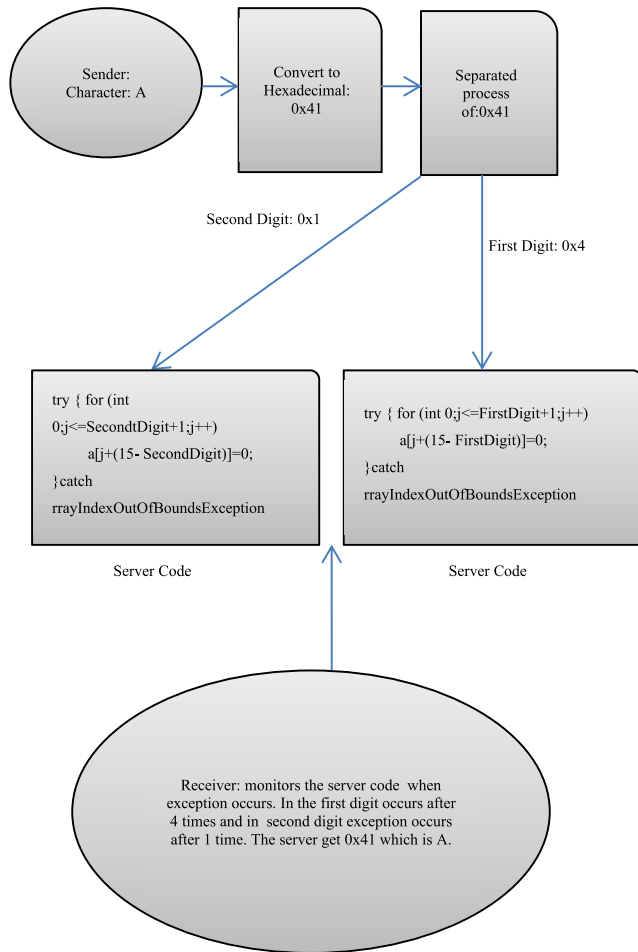 Sender:
Character: A
Convert to
Hexadecimal:
0x41
Separated
process
of:0x41
Second Digit: 0x1
First Digit: 0x4
try { for (int
0;j<=SecondtDigit+1;j++)
a[j+(15- SecondDigit)]=0;
}catch
rrayIndexOutOfBoundsException
try { for (int 0;j<=FirstDigit+1;j++)
a[j+(15- FirstDigit)]=0;
}catch
rrayIndexOutOfBoundsException
Server Code
Server Code
Receiver: monitors the server code when
exception occurs. In the first digit occurs after
4 times and in second digit exception occurs
after 1 time. The server get 0x41 which is A.